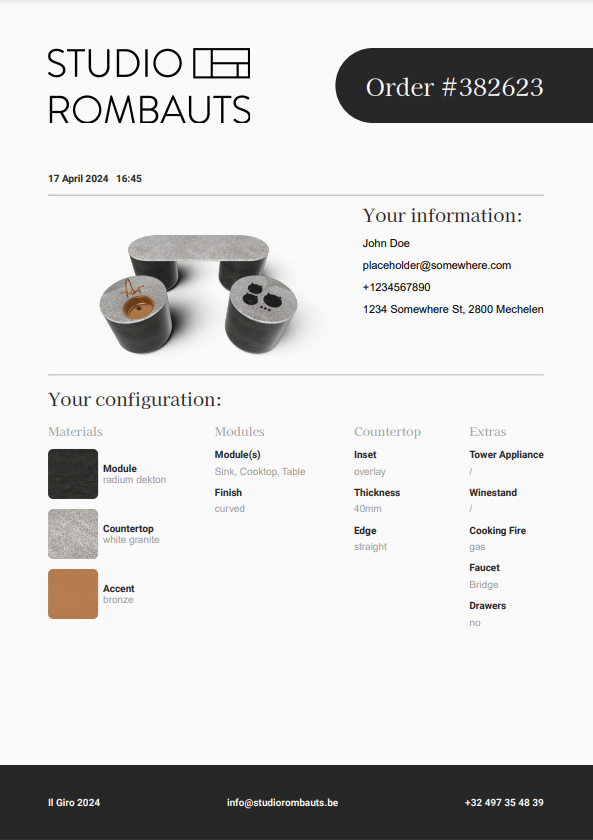 STUDIO
ROMBAUTS
Order #382623
17 April 2024 16:45
Your information:
John Doe
placeholder@somewhere.com
+1234567890
1234 Somewhere St, 2800 Mechelen
Your configuration:
Materials
Module
radium dekton
Countertop
white granite
Accent
bronze
Modules
Module(s)
Sink, Cooktop, Table
Finish
curved
Countertop
Inset
overlay
Thickness
40mm
Edge
straight
Extras
Tower Appliance
/
Winestand
/
Cooking Fire
gas
Faucet
Bridge
Drawers
no
Il Giro 2024
info@studiorombauts.be
+32 497 35 48 39